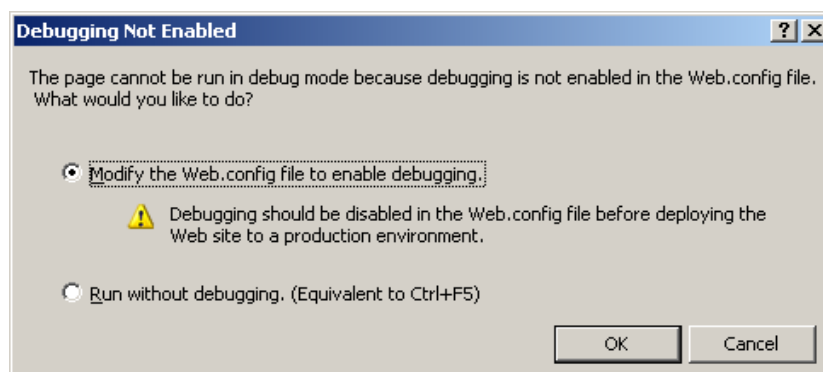 Debugging Not Enabled
The page cannot be run in debug mode because debugging is not enabled in the Web.config file.
What would you like to do?
Modify the Web.config file to enable debugging.
Debugging should be disabled in the Web.config file before deploying the
Web site to a production environment.
Run without debugging. (Equivalent to Ctrl+F5)
OK Cancel